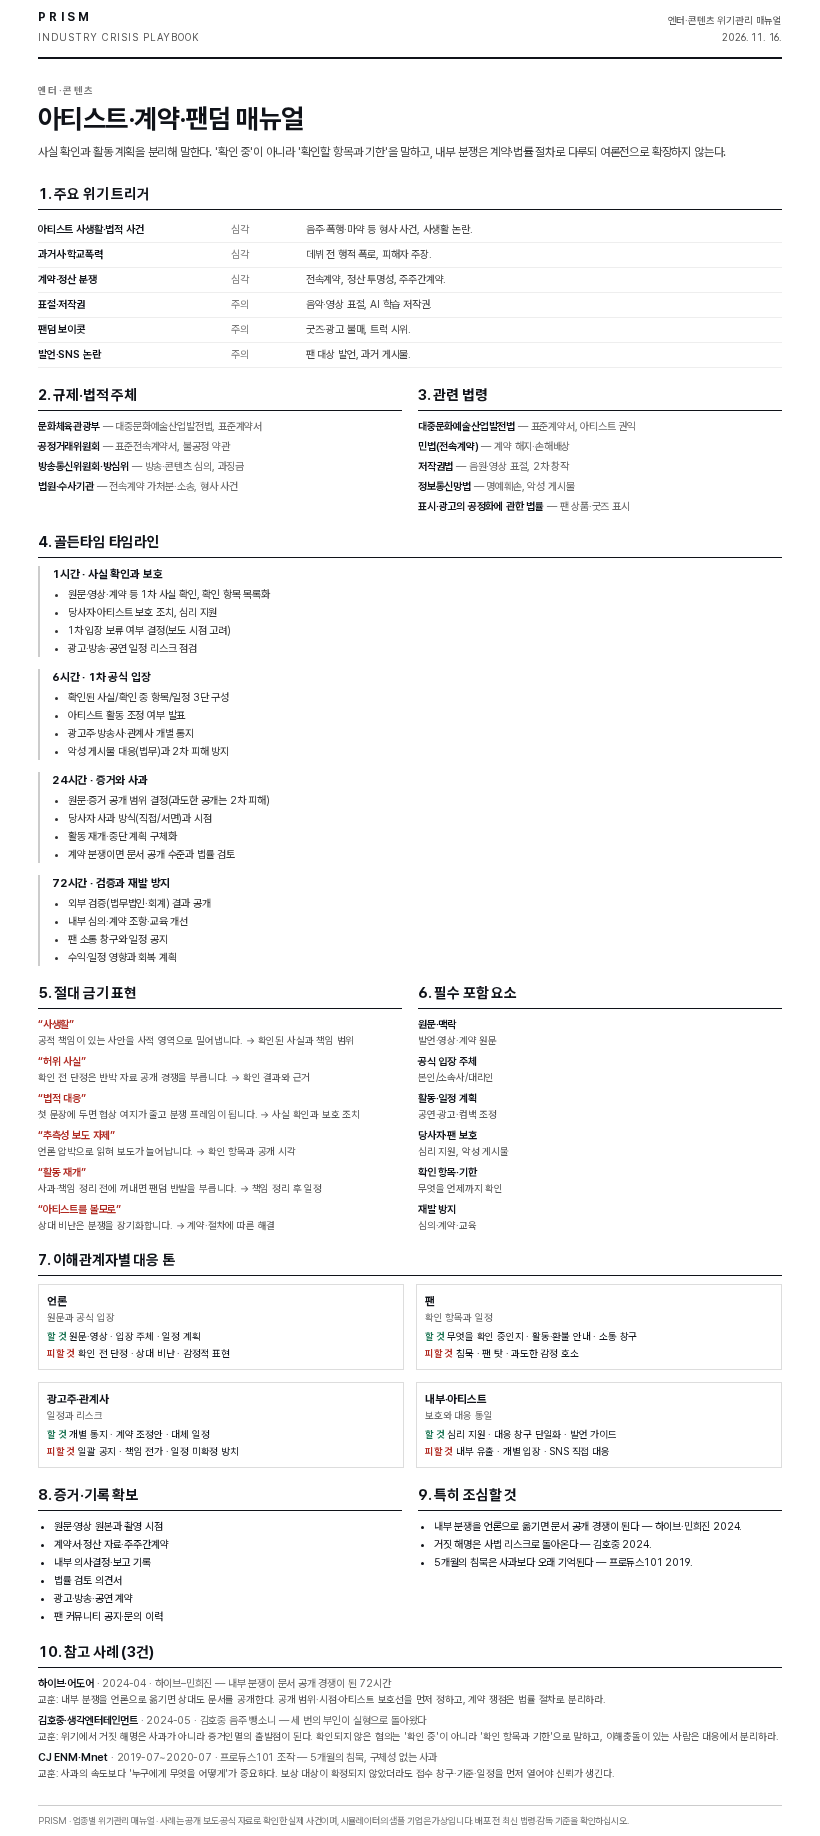 PRISM
INDUSTRY CRISIS PLAYBOOK
엔터·콘텐츠 위기관리 매뉴얼
2026. 11. 16.
엔터·콘텐츠
아티스트·계약·팬덤 매뉴얼
사실 확인과 활동 계획을 분리해 말한다. '확인 중'이 아니라 '확인할 항목과 기한'을 말하고, 내부 분쟁은 계약·법률 절차로 다루되 여론전으로 확장하지 않는다.
1. 주요 위기 트리거
아티스트 사생활·법적 사건 심각 음주·폭행·마약 등 형사 사건, 사생활 논란.
과거사·학교폭력 심각 데뷔 전 행적 폭로, 피해자 주장.
계약·정산 분쟁 심각 전속계약, 정산 투명성, 주주간계약.
표절·저작권 주의 음악·영상 표절, AI 학습 저작권.
팬덤 보이콧 주의 굿즈·광고 불매, 트럭 시위.
발언·SNS 논란 주의 팬 대상 발언, 과거 게시물.
2. 규제·법적 주체
문화체육관광부 — 대중문화예술산업발전법, 표준계약서
공정거래위원회 — 표준전속계약서, 불공정 약관
방송통신위원회·방심위 — 방송·콘텐츠 심의, 과징금
법원·수사기관 — 전속계약 가처분·소송, 형사 사건
3. 관련 법령
대중문화예술산업발전법 — 표준계약서, 아티스트 권익
민법(전속계약) — 계약 해지·손해배상
저작권법 — 음원·영상 표절, 2차 창작
정보통신망법 — 명예훼손, 악성 게시물
표시·광고의 공정화에 관한 법률 — 팬 상품·굿즈 표시
4. 골든타임 타임라인
1시간 · 사실 확인과 보호
• 원문·영상·계약 등 1차 사실 확인, 확인 항목 목록화
• 당사자·아티스트 보호 조치, 심리 지원
• 1차 입장 보류 여부 결정(보도 시점 고려)
• 광고·방송·공연 일정 리스크 점검
6시간 · 1차 공식 입장
• 확인된 사실/확인 중 항목/일정 3단 구성
• 아티스트 활동 조정 여부 발표
• 광고주·방송사·관계사 개별 통지
• 악성 게시물 대응(법무)과 2차 피해 방지
24시간 · 증거와 사과
• 원문·증거 공개 범위 결정(과도한 공개는 2차 피해)
• 당사자 사과 방식(직접/서면)과 시점
• 활동 재개·중단 계획 구체화
• 계약 분쟁이면 문서 공개 수준과 법률 검토
72시간 · 검증과 재발 방지
• 외부 검증(법무법인·회계) 결과 공개
• 내부 심의·계약 조항·교육 개선
• 팬 소통 창구와 일정 공지
• 수익·일정 영향과 회복 계획
5. 절대 금기 표현
“사생활”
공적 책임이 있는 사안을 사적 영역으로 밀어냅니다. → 확인된 사실과 책임 범위
“허위 사실”
확인 전 단정은 반박 자료 공개 경쟁을 부릅니다. → 확인 결과와 근거
“법적 대응”
첫 문장에 두면 협상 여지가 줄고 분쟁 프레임이 됩니다. → 사실 확인과 보호 조치
“추측성 보도 자제”
언론 압박으로 읽혀 보도가 늘어납니다. → 확인 항목과 공개 시각
“활동 재개”
사과·책임 정리 전에 꺼내면 팬덤 반발을 부릅니다. → 책임 정리 후 일정
“아티스트를 볼모로”
상대 비난은 분쟁을 장기화합니다. → 계약·절차에 따른 해결
6. 필수 포함 요소
원문·맥락
발언·영상·계약 원문
공식 입장 주체
본인/소속사/대리인
활동·일정 계획
공연·광고·컴백 조정
당사자·팬 보호
심리 지원, 악성 게시물
확인 항목·기한
무엇을 언제까지 확인
재발 방지
심의·계약·교육
7. 이해관계자별 대응 톤
언론
원문과 공식 입장
할 것 원문·영상 · 입장 주체 · 일정 계획
피할 것 확인 전 단정 · 상대 비난 · 감정적 표현
팬
확인 항목과 일정
할 것 무엇을 확인 중인지 · 활동·환불 안내 · 소통 창구
피할 것 침묵 · 팬 탓 · 과도한 감정 호소
광고주·관계사
일정과 리스크
할 것 개별 통지 · 계약 조정안 · 대체 일정
피할 것 일괄 공지 · 책임 전가 · 일정 미확정 방치
내부·아티스트
보호와 대응 통일
할 것 심리 지원 · 대응 창구 단일화 · 발언 가이드
피할 것 내부 유출 · 개별 입장 · SNS 직접 대응
8. 증거·기록 확보
• 원문·영상 원본과 촬영 시점
• 계약서·정산 자료·주주간계약
• 내부 의사결정·보고 기록
• 법률 검토 의견서
• 광고·방송·공연 계약
• 팬 커뮤니티 공지·문의 이력
9. 특히 조심할 것
• 내부 분쟁을 언론으로 옮기면 문서 공개 경쟁이 된다 — 하이브·민희진 2024.
• 거짓 해명은 사법 리스크로 돌아온다 — 김호중 2024.
• 5개월의 침묵은 사과보다 오래 기억된다 — 프로듀스101 2019.
10. 참고 사례 (3건)
하이브·어도어 · 2024-04 · 하이브–민희진 — 내부 분쟁이 문서 공개 경쟁이 된 72시간
교훈: 내부 분쟁을 언론으로 옮기면 상대도 문서를 공개한다. 공개 범위·시점·아티스트 보호선을 먼저 정하고, 계약 쟁점은 법률 절차로 분리하라.
김호중·생각엔터테인먼트 · 2024-05 · 김호중 음주 뺑소니 — 세 번의 부인이 실형으로 돌아왔다
교훈: 위기에서 거짓 해명은 사과가 아니라 증거인멸의 출발점이 된다. 확인되지 않은 혐의는 '확인 중'이 아니라 '확인 항목과 기한'으로 말하고, 이해충돌이 있는 사람은 대응에서 분리하라.
CJ ENM·Mnet · 2019-07~2020-07 · 프로듀스101 조작 — 5개월의 침묵, 구체성 없는 사과
교훈: 사과의 속도보다 '누구에게 무엇을 어떻게'가 중요하다. 보상 대상이 확정되지 않았더라도 접수 창구·기준·일정을 먼저 열어야 신뢰가 생긴다.
PRISM · 업종별 위기관리 매뉴얼 · 사례는 공개 보도·공식 자료로 확인한 실제 사건이며, 시뮬레이터의 샘플 기업은 가상입니다. 배포 전 최신 법령·감독 기준을 확인하십시오.